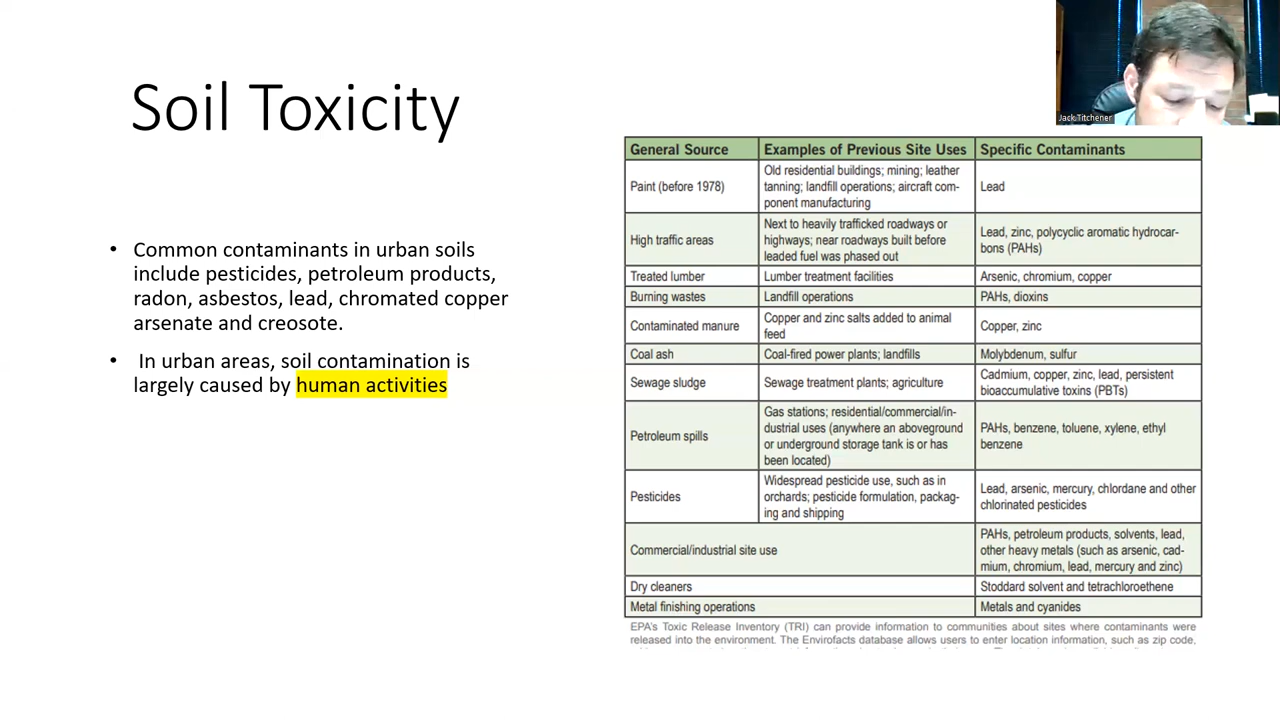 Soil Toxicity
Jack Titchener
• Common contaminants in urban soils
include pesticides, petroleum products,
radon, asbestos, lead, chromated copper
arsenate and creosote.
• In urban areas, soil contamination is
largely caused by human activities
General Source Examples of Previous Site Uses Specific Contaminants
Paint (before 1978)
Old residential buildings; mining; leather
tanning; landfill operations; aircraft com-
ponent manufacturing
Lead
High traffic areas
Next to heavily trafficked roadways or
highways; near roadways built before
leaded fuel was phased out
Lead, zinc, polycyclic aromatic hydrocar-
bons (PAHs)
Treated lumber Lumber treatment facilities Arsenic, chromium, copper
Burning wastes Landfill operations PAHs, dioxins
Contaminated manure
Copper and zinc salts added to animal
feed
Copper, zinc
Coal ash Coal-fired power plants; landfills Molybdenum, sulfur
Sewage sludge Sewage treatment plants; agriculture
Cadmium, copper, zinc, lead, persistent
bioaccumulative toxins (PBTs)
Petroleum spills
Gas stations; residential/commercial/in-
dustrial uses (anywhere an aboveground
or underground storage tank is or has
been located)
PAHs, benzene, toluene, xylene, ethyl
benzene
Pesticides
Widespread pesticide use, such as in
orchards; pesticide formulation, packag-
ing and shipping
Lead, arsenic, mercury, chlordane and other
chlorinated pesticides
Commercial/industrial site use
PAHs, petroleum products, solvents, lead,
other heavy metals (such as arsenic, cad-
mium, chromium, lead, mercury and zinc)
Dry cleaners Stoddard solvent and tetrachloroethene
Metal finishing operations Metals and cyanides
EPA's Toxic Release Inventory (TRI) can provide information to communities about sites where contaminants were
released into the environment. The Envirofacts database allows users to enter location information, such as zip code,